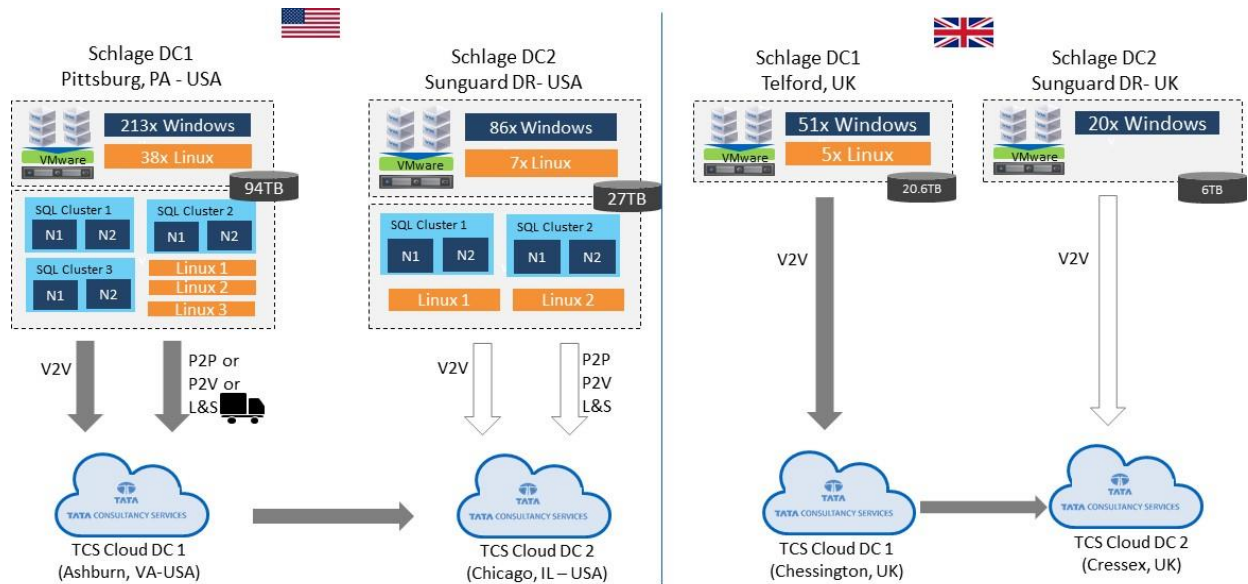 Schlage DC1
Pittsburg, PA - USA
213x Windows
38x Linux
VMware
94TB
SQL Cluster 1
N1 N2
SQL Cluster 2
N1 N2
SQL Cluster 3
N1 N2
Linux 1
Linux 2
Linux 3
V2V
P2P or
P2V or
L&S
TATA
TATA CONSULTANCY SERVICES
TCS Cloud DC 1
(Ashburn, VA-USA)
Schlage DC2
Sunguard DR- USA
86x Windows
7x Linux
VMware
27TB
SQL Cluster 1
N1 N2
SQL Cluster 2
N1 N2
Linux 1
Linux 2
V2V
P2P
P2V
L&S
TATA
TATA CONSULTANCY SERVICES
TCS Cloud DC 2
(Chicago, IL – USA)
Schlage DC1
Telford, UK
51x Windows
5x Linux
VMware
20.6TB
V2V
TATA
TATA CONSULTANCY SERVICES
TCS Cloud DC 1
(Chessington, UK)
Schlage DC2
Sunguard DR- UK
20x Windows
VMware
6TB
V2V
TATA
TATA CONSULTANCY SERVICES
TCS Cloud DC 2
(Cressex, UK)